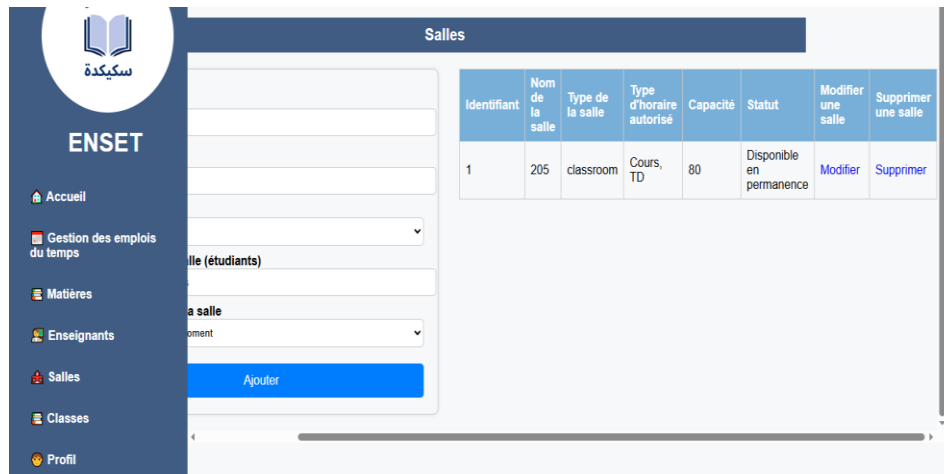 سكيكدة
ENSET
Accueil
Gestion des emplois
du temps
Matières
Enseignants
Salles
Classes
Profil
Salles
lle (étudiants)
a salle
oment
Ajouter
Identifiant
Nom
de
la
salle
Type de
la salle
Type
d'horaire
autorisé
Capacité
Statut
Modifier
une
salle
Supprimer
une salle
1
205
classroom
Cours,
TD
80
Disponible
en
permanence
Modifier
Supprimer